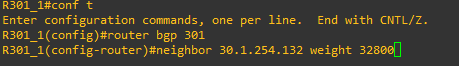 R301_1#conf t
Enter configuration commands, one per line.  End with CNTL/Z.
R301_1(config)#router bgp 301
R301_1(config-router)#neighbor 30.1.254.132 weight 32800